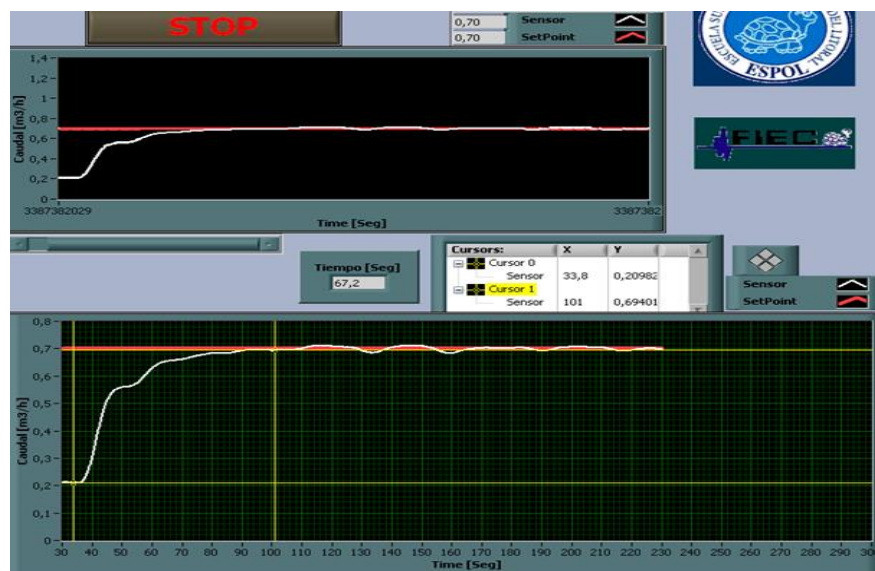 STOP
0,70 Sensor
0,70 SetPoint
ESCUELA SU DEL LITORAL
ESPOL
FIEC
Caudal [m3/h]
1,4
1,2
1
0,8
0,6
0,4
0,2
0
3387382029 3387382
Time [Seg]
Tiempo [Seg]
67,2
Cursors: X Y
Cursor 0
Sensor 33,8 0,20982
Cursor 1
Sensor 101 0,69401
Sensor
SetPoint
Caudal [m3/h]
0,8
0,7
0,6
0,5
0,4
0,3
0,2
0,1
0
30 40 50 60 70 80 90 100 110 120 130 140 150 160 170 180 190 200 210 220 230 240 250 260 270 280 290 30
Time [Seg]